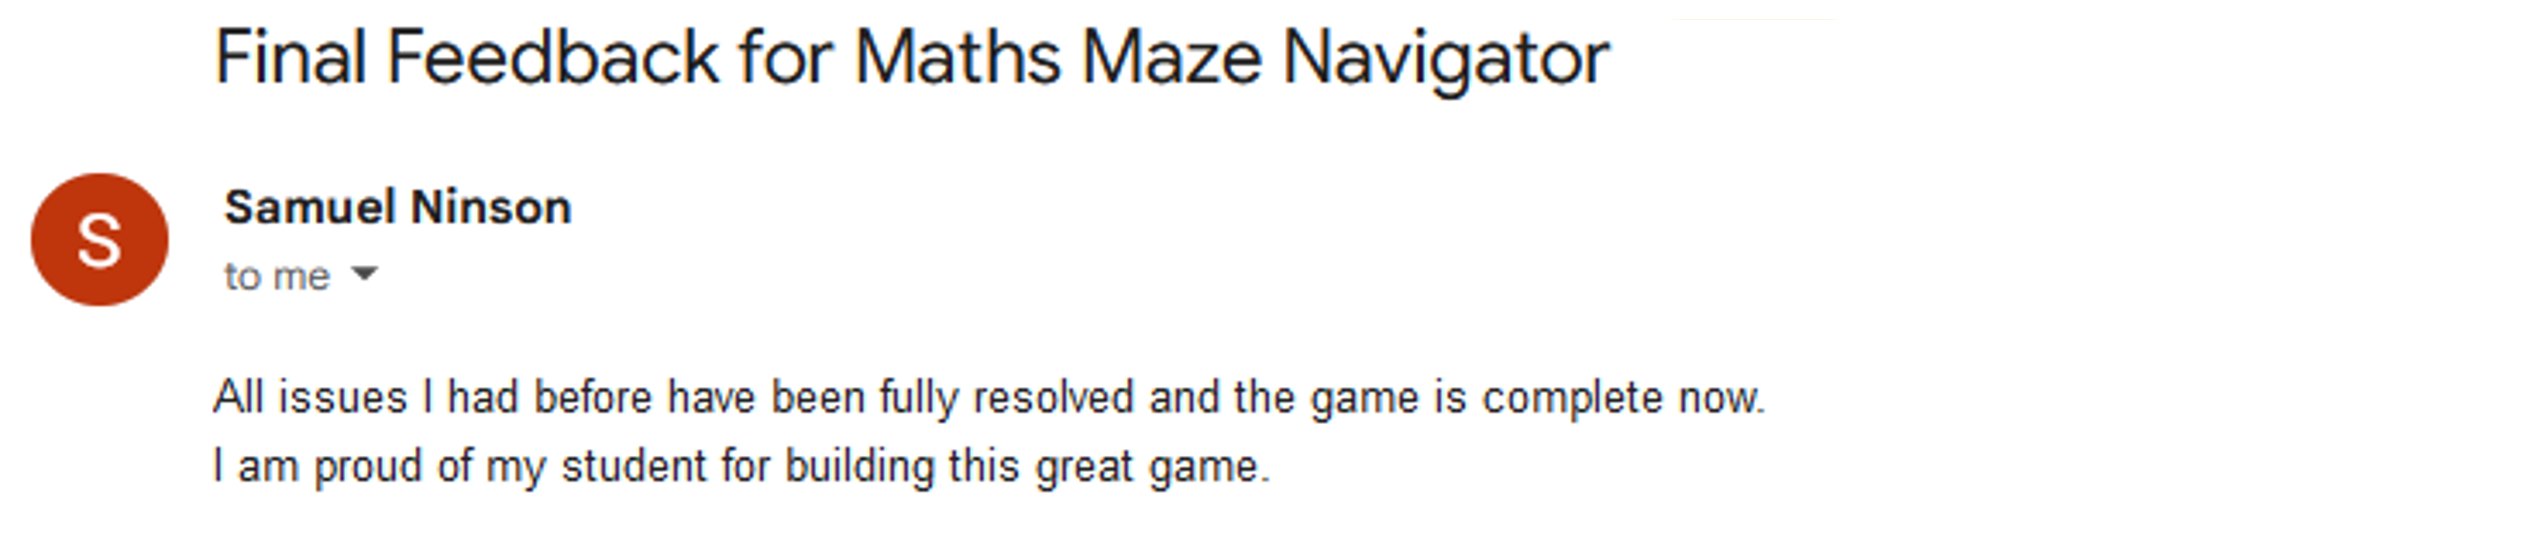 Final Feedback for Maths Maze Navigator
S
Samuel Ninson
to me
All issues I had before have been fully resolved and the game is complete now.
I am proud of my student for building this great game.